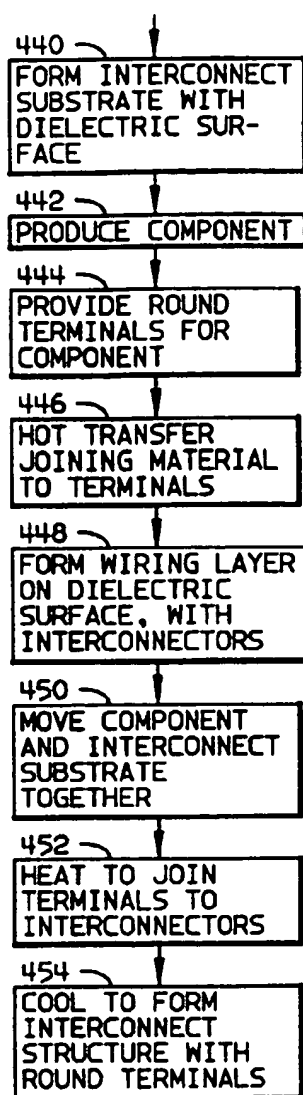 440
FORM INTERCONNECT
SUBSTRATE WITH
DIELECTRIC SUR-
FACE
442
PRODUCE COMPONENT
444
PROVIDE ROUND
TERMINALS FOR
COMPONENT
446
HOT TRANSFER
JOINING MATERIAL
TO TERMINALS
448
FORM WIRING LAYER
ON DIELECTRIC
SURFACE, WITH
INTERCONNECTORS
450
MOVE COMPONENT
AND INTERCONNECT
SUBSTRATE
TOGETHER
452
HEAT TO JOIN
TERMINALS TO
INTERCONNECTORS
454
COOL TO FORM
INTERCONNECT
STRUCTURE WITH
ROUND TERMINALS